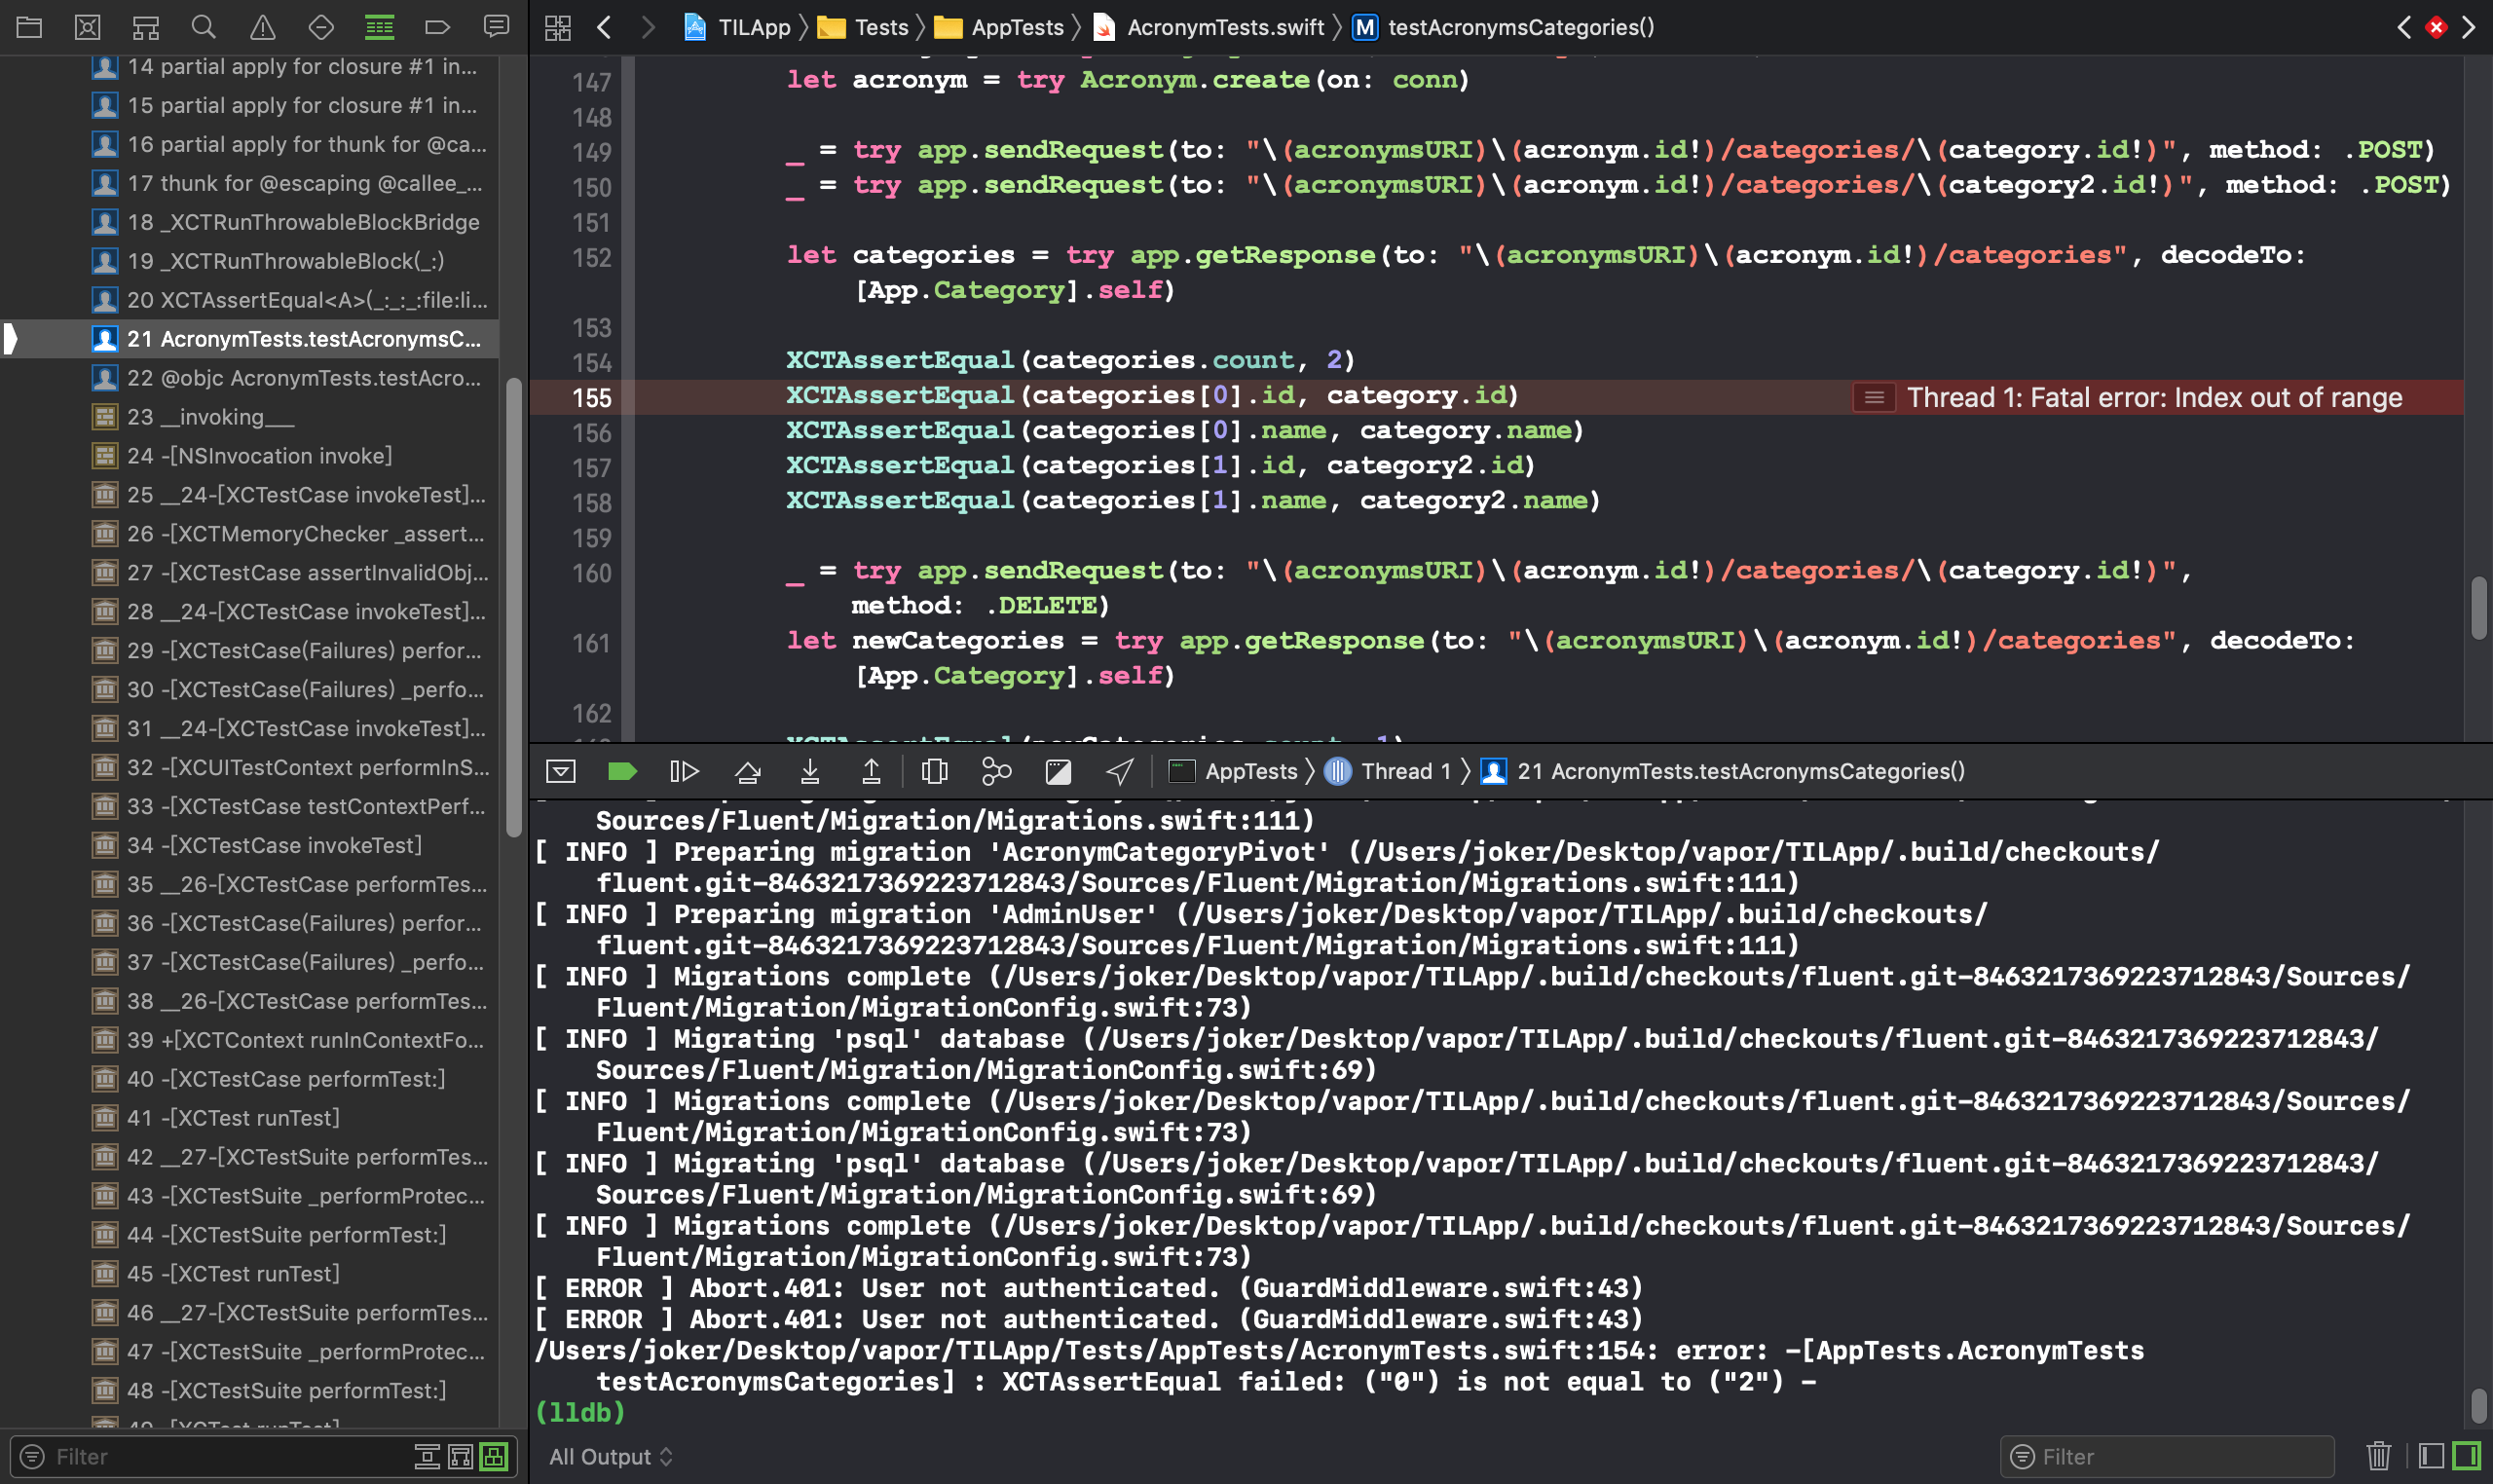 TILApp
Tests
AppTests
AcronymTests.swift
M
testAcronymsCategories()
14 partial apply for closure #1 in...
15 partial apply for closure #1 in...
16 partial apply for thunk for @ca...
17 thunk for @escaping @callee_...
18 _XCTRunThrowableBlockBridge
19 _XCTRunThrowableBlock(_:)
20 XCTAssertEqual<A>(_:_:_:file:li...
21 AcronymTests.testAcronymsC...
22 @objc AcronymTests.testAcro...
23 __invoking___
24 -[NSInvocation invoke]
25 __24-[XCTestCase invokeTest]...
26 -[XCTMemoryChecker _assert...
27 -[XCTestCase assertInvalidObj...
28 __24-[XCTestCase invokeTest]...
29 -[XCTestCase(Failures) perfor...
30 -[XCTestCase(Failures) _perfo...
31 __24-[XCTestCase invokeTest]...
32 -[XCUITestContext performInS...
33 -[XCTestCase testContextPerf...
34 -[XCTestCase invokeTest]
35 __26-[XCTestCase performTes...
36 -[XCTestCase(Failures) perfor...
37 -[XCTestCase(Failures) _perfo...
38 __26-[XCTestCase performTes...
39 +[XCTContext runInContextFo...
40 -[XCTestCase performTest:]
41 -[XCTest runTest]
42 __27-[XCTestSuite performTes...
43 -[XCTestSuite _performProtec...
44 -[XCTestSuite performTest:]
45 -[XCTest runTest]
46 __27-[XCTestSuite performTes...
47 -[XCTestSuite _performProtec...
48 -[XCTestSuite performTest:]
49 -[XCTest runTest]
Filter
147 let acronym = try Acronym.create(on: conn)
148
149 _ = try app.sendRequest(to: "\(acronymsURI)\(acronym.id!)/categories/\(category.id!)", method: .POST)
150 _ = try app.sendRequest(to: "\(acronymsURI)\(acronym.id!)/categories/\(category2.id!)", method: .POST)
151
152 let categories = try app.getResponse(to: "\(acronymsURI)\(acronym.id!)/categories", decodeTo:
[App.Category].self)
153
154 XCTAssertEqual(categories.count, 2)
155 XCTAssertEqual(categories[0].id, category.id)
Thread 1: Fatal error: Index out of range
156 XCTAssertEqual(categories[0].name, category.name)
157 XCTAssertEqual(categories[1].id, category2.id)
158 XCTAssertEqual(categories[1].name, category2.name)
159
160 _ = try app.sendRequest(to: "\(acronymsURI)\(acronym.id!)/categories/\(category.id!)",
method: .DELETE)
161 let newCategories = try app.getResponse(to: "\(acronymsURI)\(acronym.id!)/categories", decodeTo:
[App.Category].self)
162
AppTests
Thread 1
21 AcronymTests.testAcronymsCategories()
Sources/Fluent/Migration/Migrations.swift:111)
[ INFO ] Preparing migration 'AcronymCategoryPivot' (/Users/joker/Desktop/vapor/TILApp/.build/checkouts/
fluent.git-8463217369223712843/Sources/Fluent/Migration/Migrations.swift:111)
[ INFO ] Preparing migration 'AdminUser' (/Users/joker/Desktop/vapor/TILApp/.build/checkouts/
fluent.git-8463217369223712843/Sources/Fluent/Migration/Migrations.swift:111)
[ INFO ] Migrations complete (/Users/joker/Desktop/vapor/TILApp/.build/checkouts/fluent.git-8463217369223712843/Sources/
Fluent/Migration/MigrationConfig.swift:73)
[ INFO ] Migrating 'psql' database (/Users/joker/Desktop/vapor/TILApp/.build/checkouts/fluent.git-8463217369223712843/
Sources/Fluent/Migration/MigrationConfig.swift:69)
[ INFO ] Migrations complete (/Users/joker/Desktop/vapor/TILApp/.build/checkouts/fluent.git-8463217369223712843/Sources/
Fluent/Migration/MigrationConfig.swift:73)
[ INFO ] Migrating 'psql' database (/Users/joker/Desktop/vapor/TILApp/.build/checkouts/fluent.git-8463217369223712843/
Sources/Fluent/Migration/MigrationConfig.swift:69)
[ INFO ] Migrations complete (/Users/joker/Desktop/vapor/TILApp/.build/checkouts/fluent.git-8463217369223712843/Sources/
Fluent/Migration/MigrationConfig.swift:73)
[ ERROR ] Abort.401: User not authenticated. (GuardMiddleware.swift:43)
[ ERROR ] Abort.401: User not authenticated. (GuardMiddleware.swift:43)
/Users/joker/Desktop/vapor/TILApp/Tests/AppTests/AcronymTests.swift:154: error: -[AppTests.AcronymTests
testAcronymsCategories] : XCTAssertEqual failed: ("0") is not equal to ("2") -
(lldb)
All Output
Filter